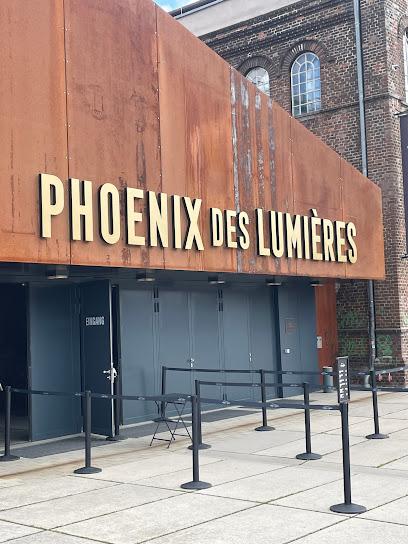 PHOENIX DES LUMIÈRES
EINGANG